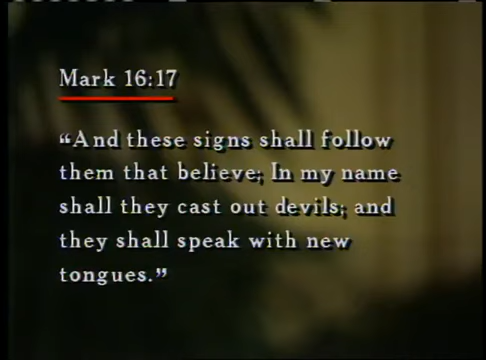 Mark 16:17
“And these signs shall follow
them that believe; In my name
shall they cast out devils; and
they shall speak with new
tongues.”